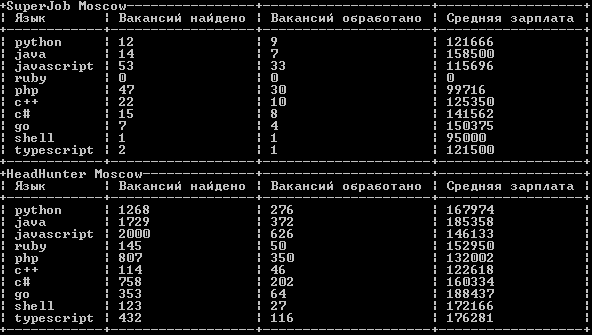 SuperJob Moscow
Язык Вакансий найдено Вакансий обработано Средняя зарплата
python 12 9 121666
java 14 7 158500
javascript 53 33 115696
ruby 0 0 0
php 47 30 99716
c++ 22 10 125350
c# 15 8 141562
go 7 4 150375
shell 1 1 95000
typescript 2 1 121500
HeadHunter Moscow
Язык Вакансий найдено Вакансий обработано Средняя зарплата
python 1268 276 167974
java 1729 372 185358
javascript 2000 626 146133
ruby 145 50 152950
php 807 350 132002
c++ 114 46 122618
c# 758 202 160334
go 353 64 188437
shell 123 27 172166
typescript 432 116 176281